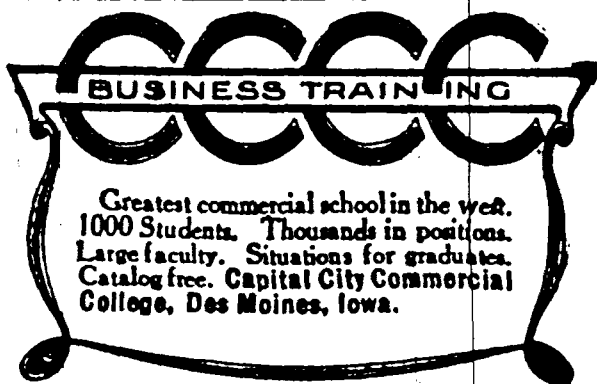 CCCC
BUSINESS TRAINING
Greatest commercial school in the west.
1000 Students. Thousands in positions.
Large faculty. Situations for graduates.
Catalog free. Capital City Commercial
College, Des Moines, Iowa.